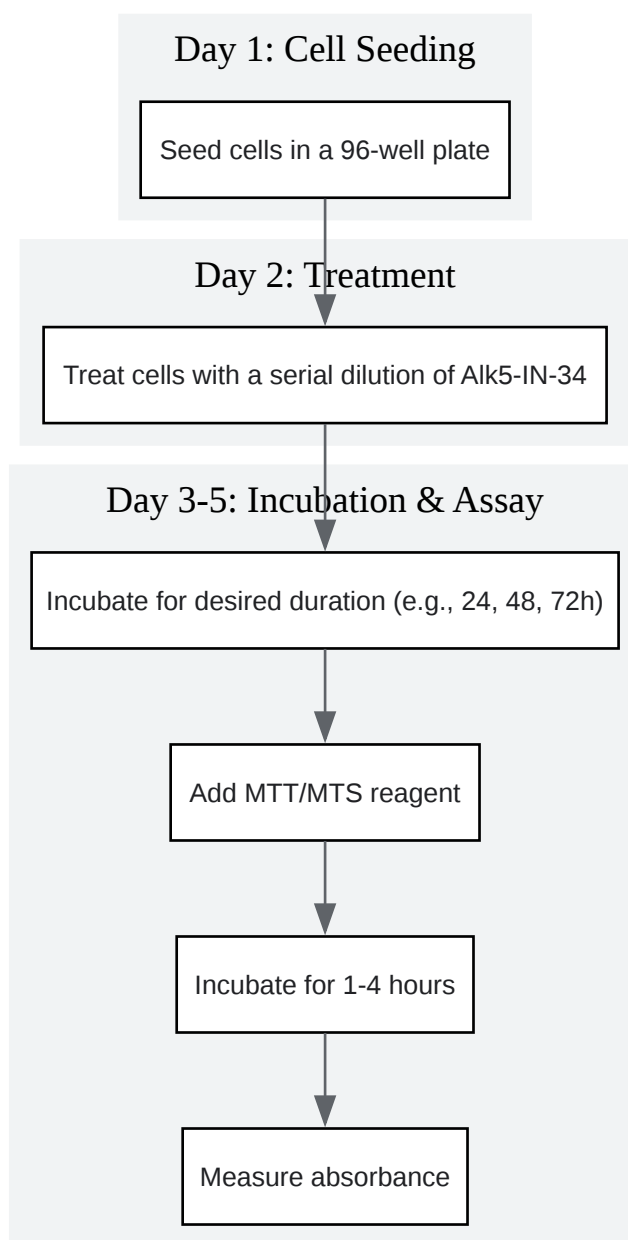 Day 1: Cell Seeding
Seed cells in a 96-well plate
Day 2: Treatment
Treat cells with a serial dilution of Alk5-IN-34
Day 3-5: Incubation & Assay
Incubate for desired duration (e.g., 24, 48, 72h)
Add MTT/MTS reagent
Incubate for 1-4 hours
Measure absorbance